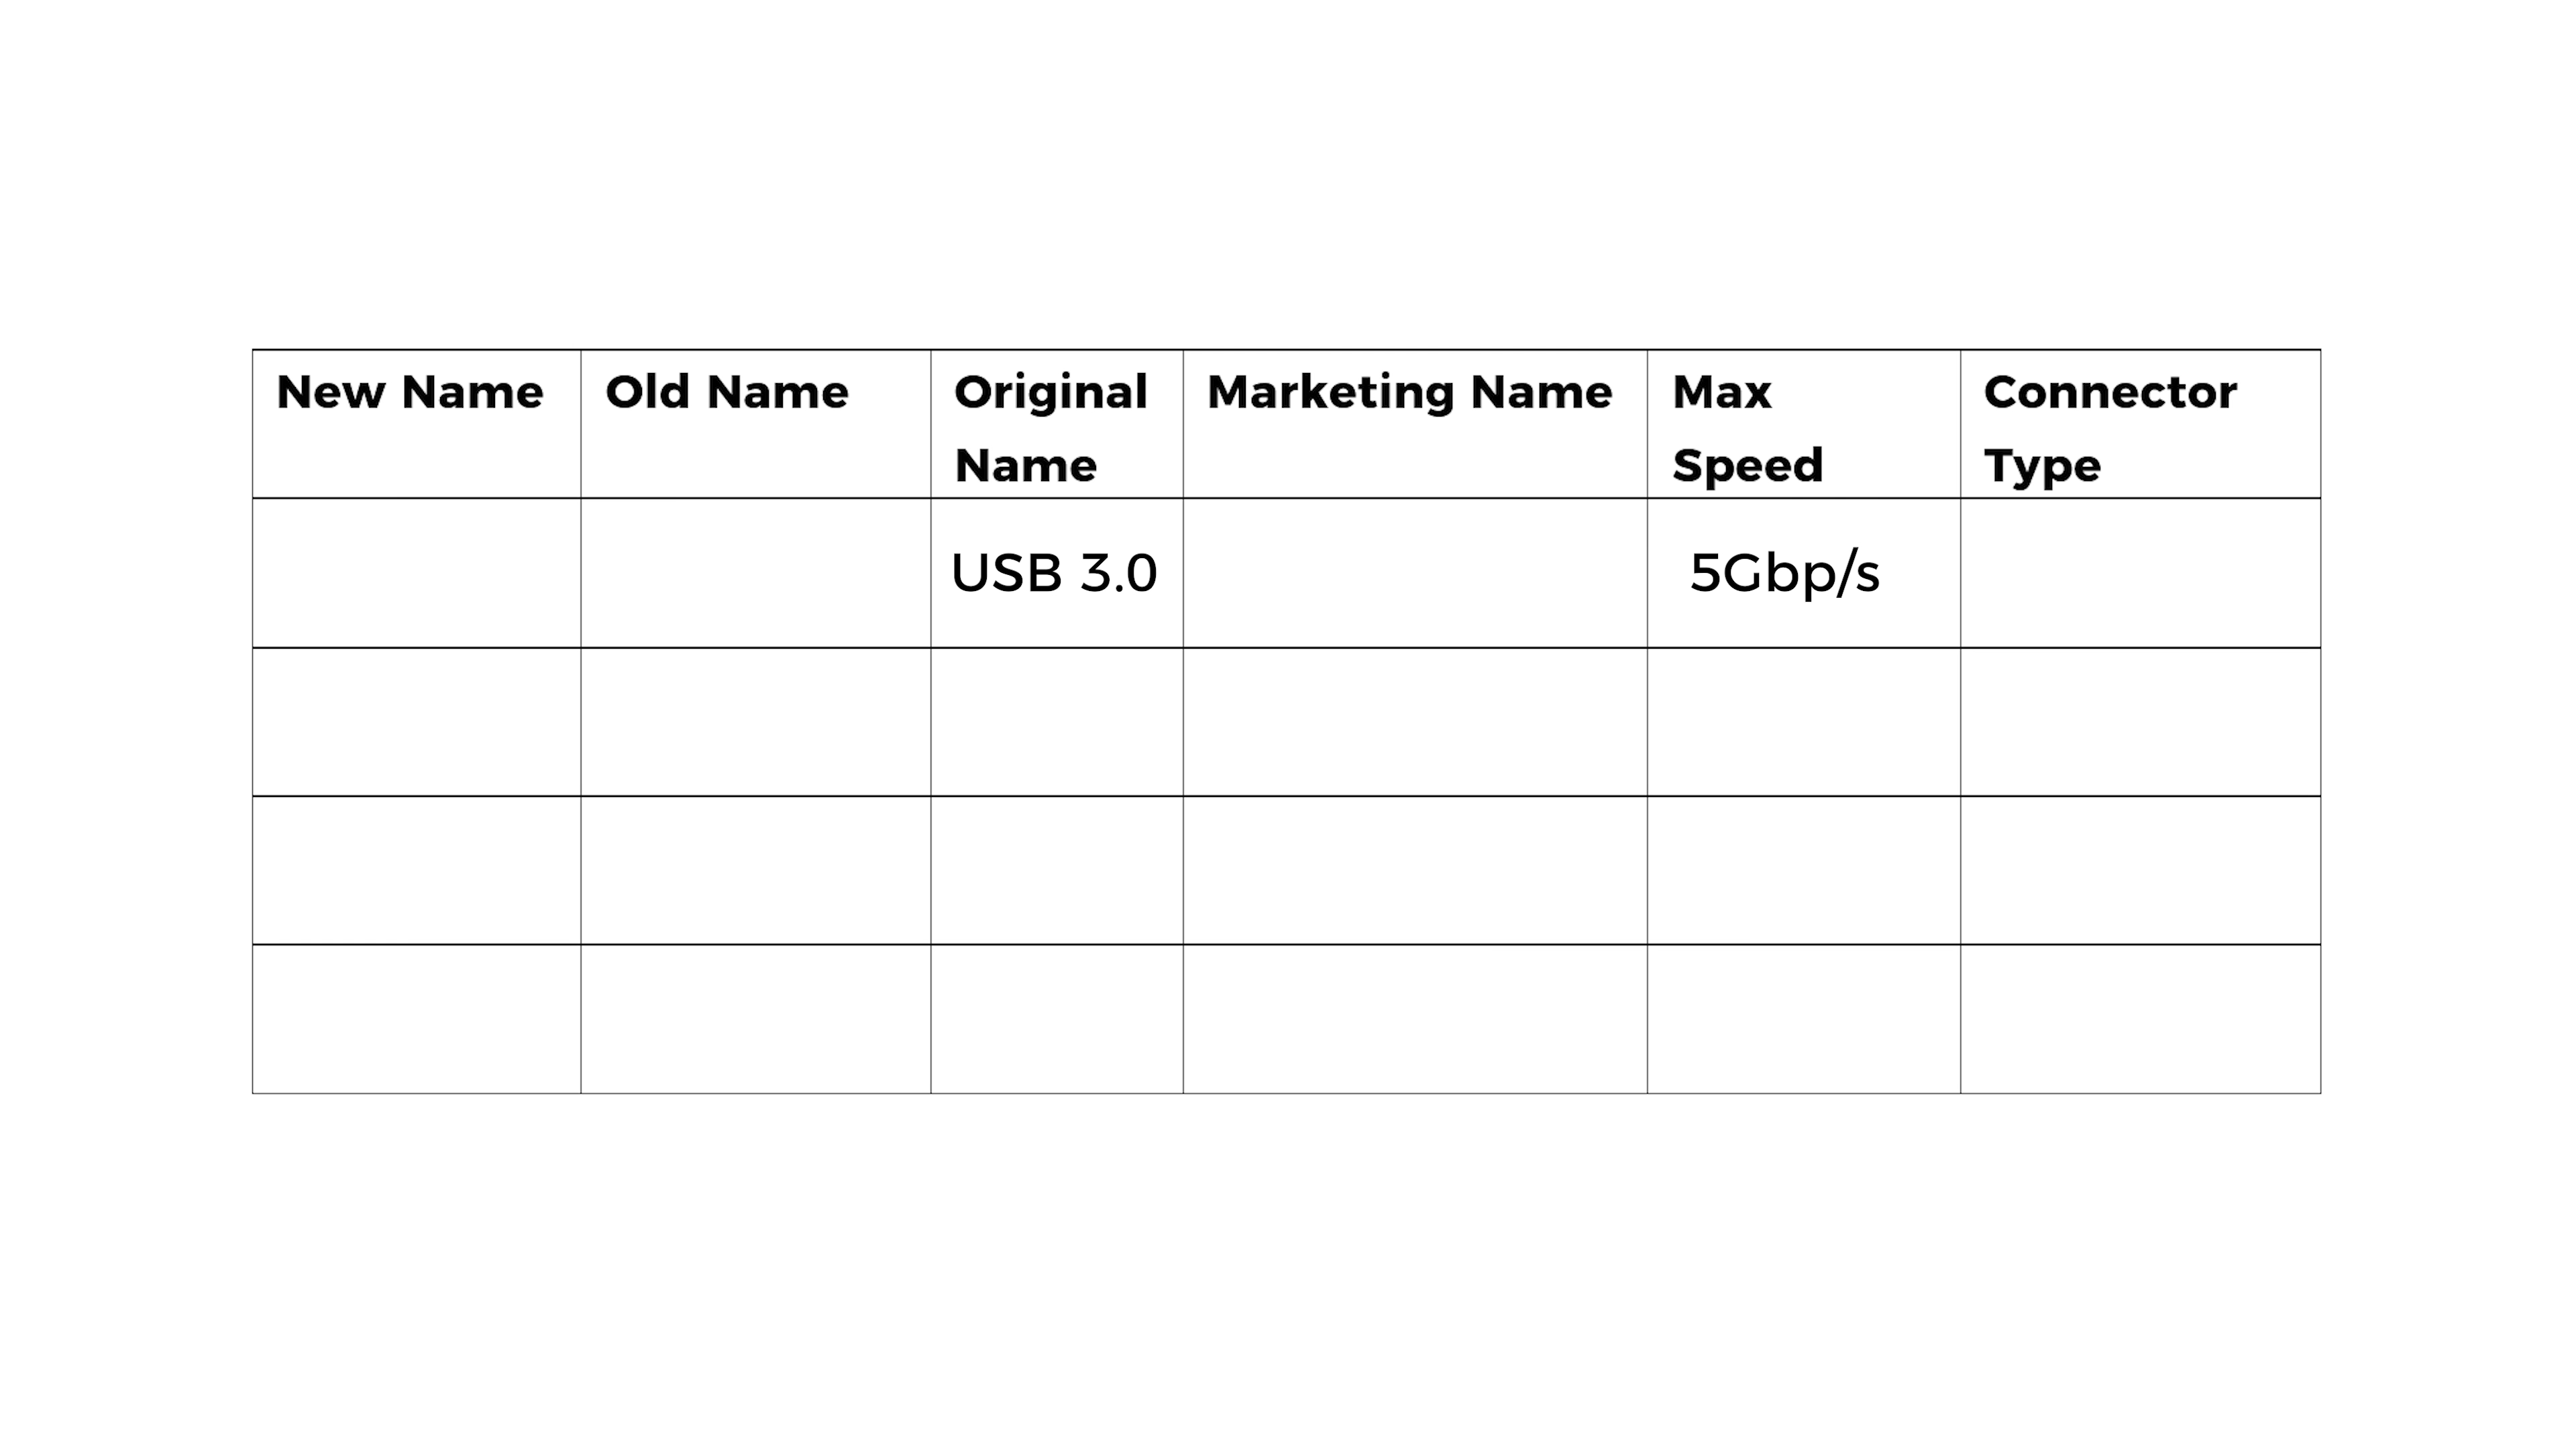 New Name
Old Name
Original
Name
Marketing Name
Max
Speed
Connector
Type
USB 3.0
5Gbp/s